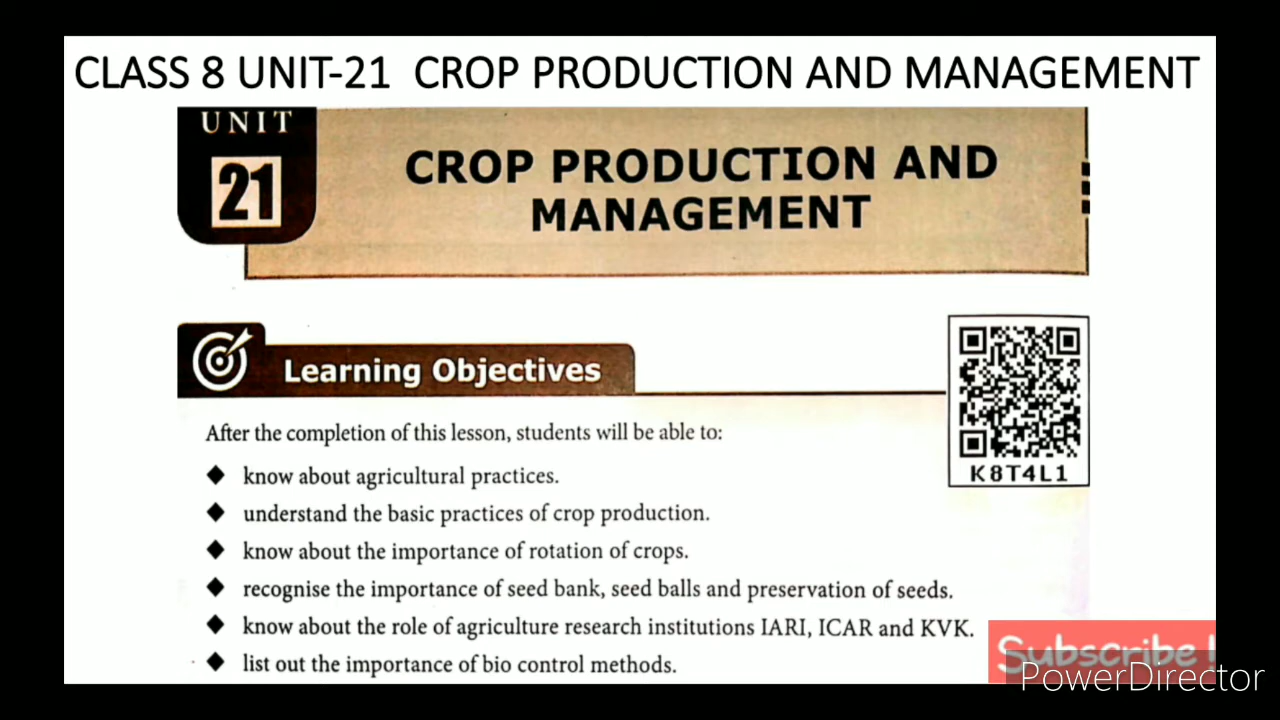 CLASS 8 UNIT-21 CROP PRODUCTION AND MANAGEMENT
UNIT
21
CROP PRODUCTION AND
MANAGEMENT
Learning Objectives
K8T4L1
After the completion of this lesson, students will be able to:
◆ know about agricultural practices.
◆ understand the basic practices of crop production.
◆ know about the importance of rotation of crops.
◆ recognise the importance of seed bank, seed balls and preservation of seeds.
◆ know about the role of agriculture research institutions IARI, ICAR and KVK.
◆ list out the importance of bio control methods.
Subscribe !
PowerDirector